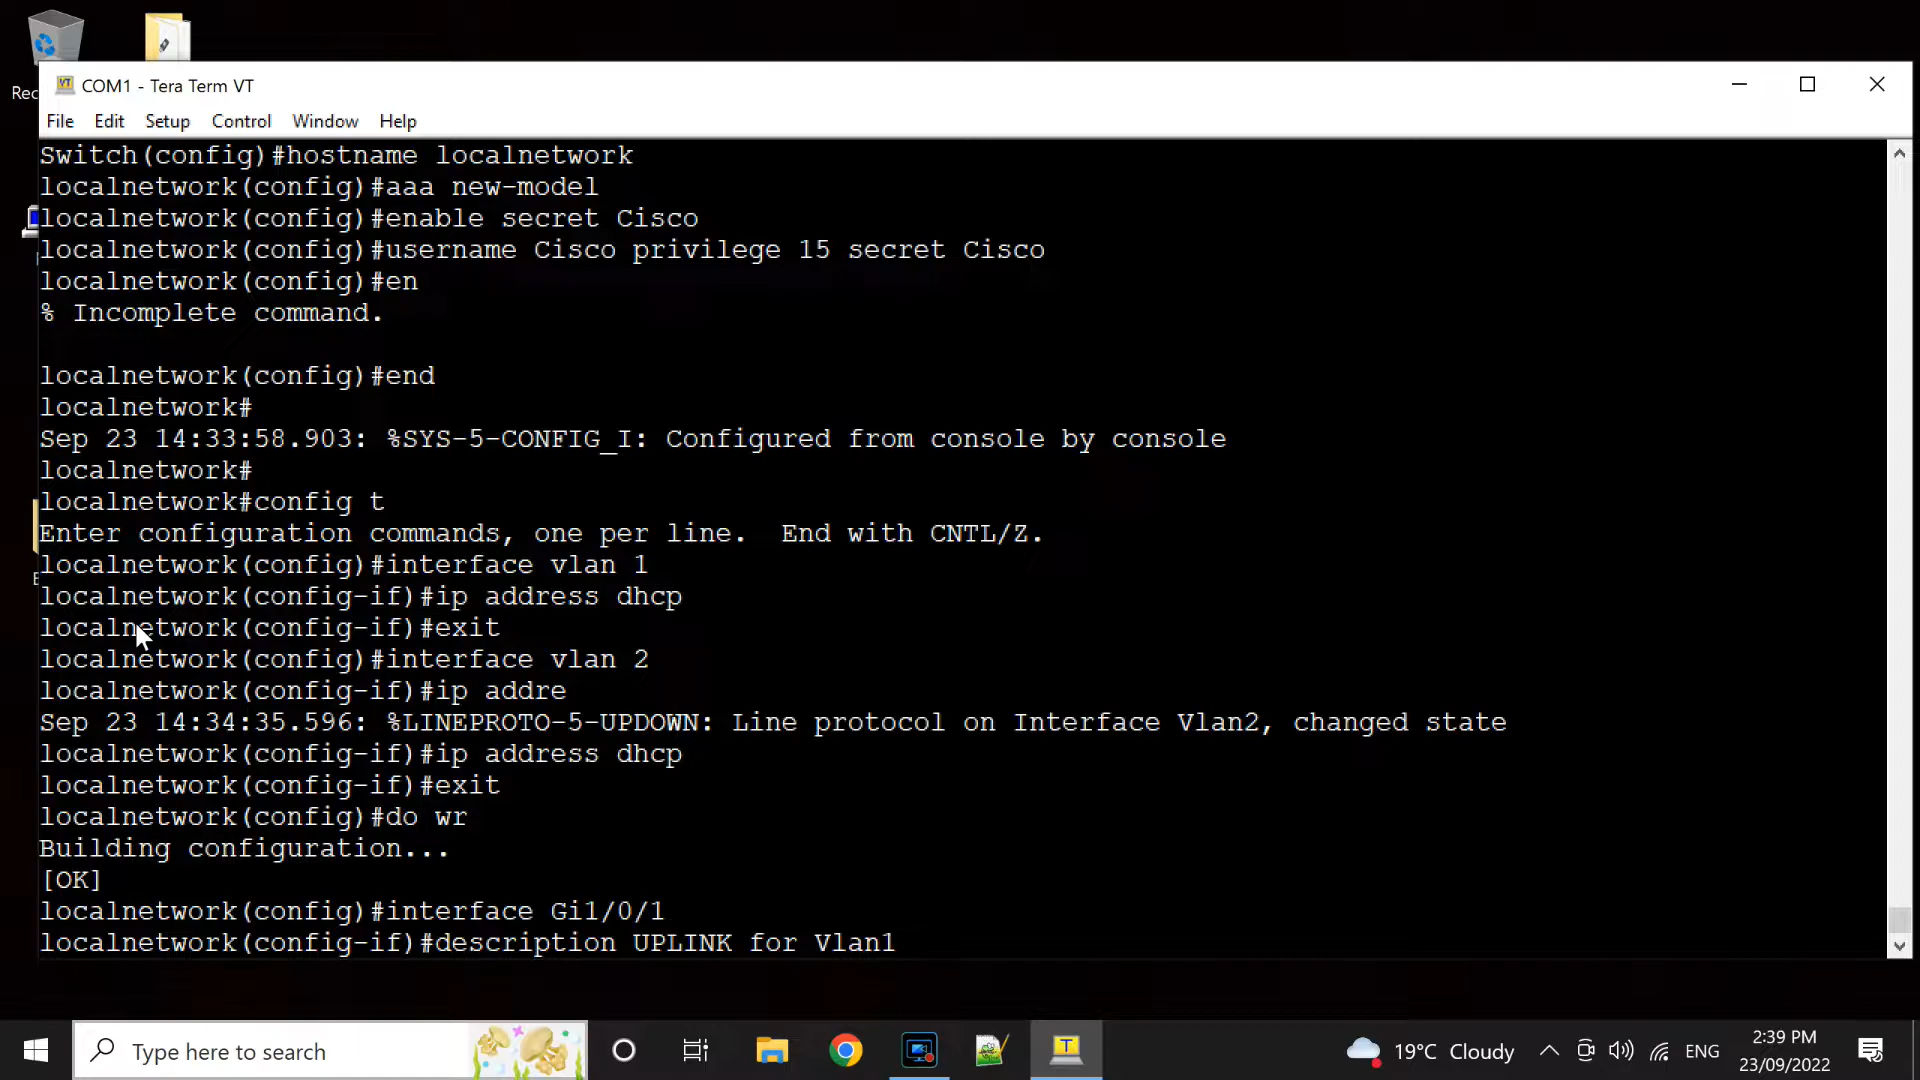 Rec
COM1 - Tera Term VT
File Edit Setup Control Window Help
Switch(config)#hostname localnetwork
localnetwork(config)#aaa new-model
localnetwork(config)#enable secret Cisco
localnetwork(config)#username Cisco privilege 15 secret Cisco
localnetwork(config)#en
% Incomplete command.
localnetwork(config)#end
localnetwork#
Sep 23 14:33:58.903: %SYS-5-CONFIG_I: Configured from console by console
localnetwork#
localnetwork#config t
Enter configuration commands, one per line.  End with CNTL/Z.
localnetwork(config)#interface vlan 1
localnetwork(config-if)#ip address dhcp
localnetwork(config-if)#exit
localnetwork(config)#interface vlan 2
localnetwork(config-if)#ip addre
Sep 23 14:34:35.596: %LINEPROTO-5-UPDOWN: Line protocol on Interface Vlan2, changed state
localnetwork(config-if)#ip address dhcp
localnetwork(config-if)#exit
localnetwork(config)#do wr
Building configuration...
[OK]
localnetwork(config)#interface Gi1/0/1
localnetwork(config-if)#description UPLINK for Vlan1
Type here to search
19°C Cloudy
ENG
2:39 PM
23/09/2022